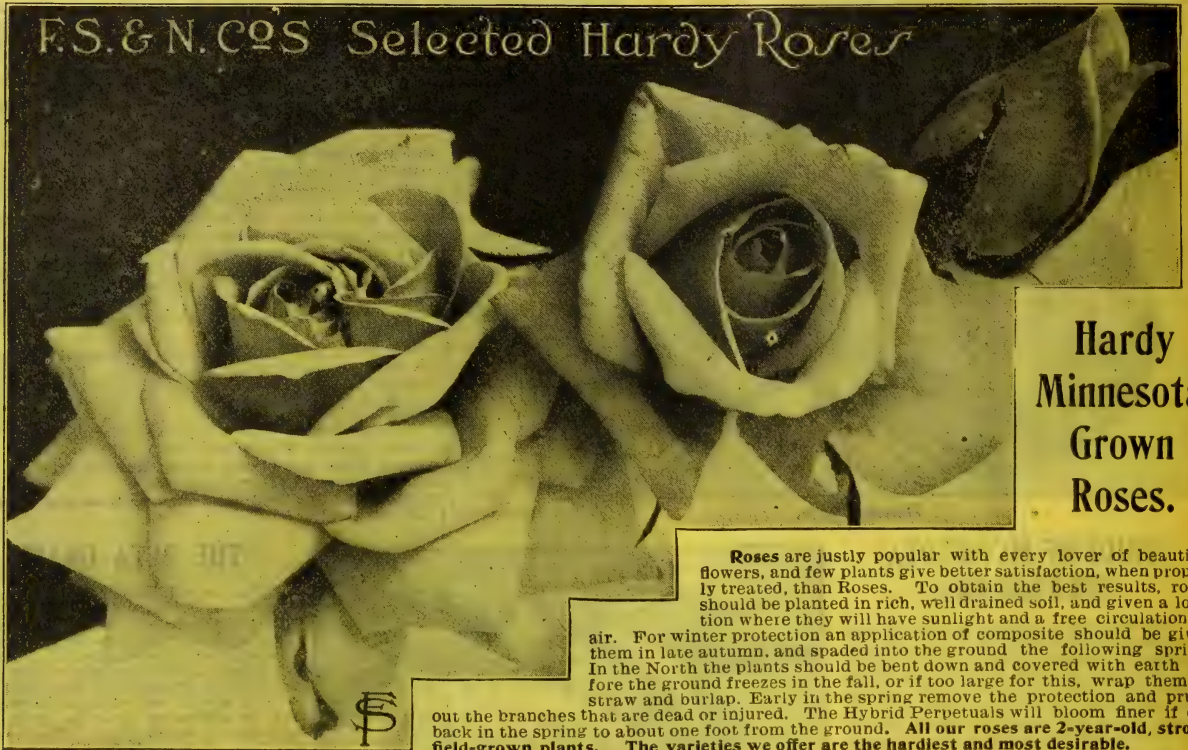 F.S. & N. Co's Selected Hardy Roses
Hardy
Minnesota
Grown
Roses.
Roses are justly popular with every lover of beauti
flowers, and few plants give better satisfaction, when prop
ly treated, than Roses. To obtain the best results, ro
should be planted in rich, well drained soil, and given a lo
tion where they will have sunlight and a free circulation
air. For winter protection an application of composite should be gi
them in late autumn, and spaded into the ground the following spri
In the North the plants should be bent down and covered with earth
fore the ground freezes in the fall, or if too large for this, wrap them
straw and burlap. Early in the spring remove the protection and pr
out the branches that are dead or injured. The Hybrid Perpetuals will bloom finer if
back in the spring to about one foot from the ground. All our roses are 2-year-old, stro
field-grown plants. The varieties we offer are the hardiest and most desirable.